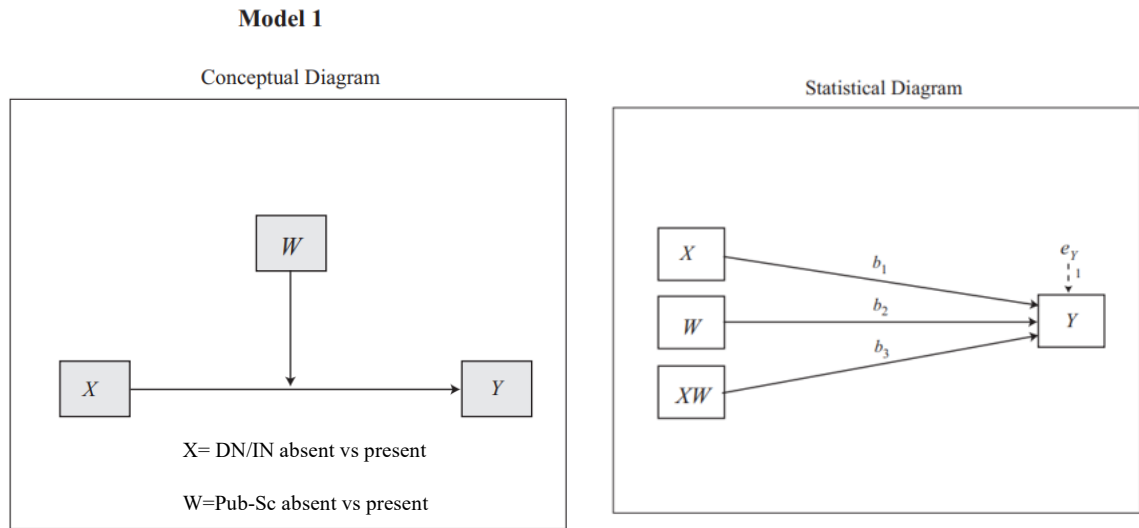 Model 1
Conceptual Diagram
W
X
Y
X= DN/IN absent vs present
W=Pub-Sc absent vs present
Statistical Diagram
X
b1
eY
1
W
b2
Y
b3
XW